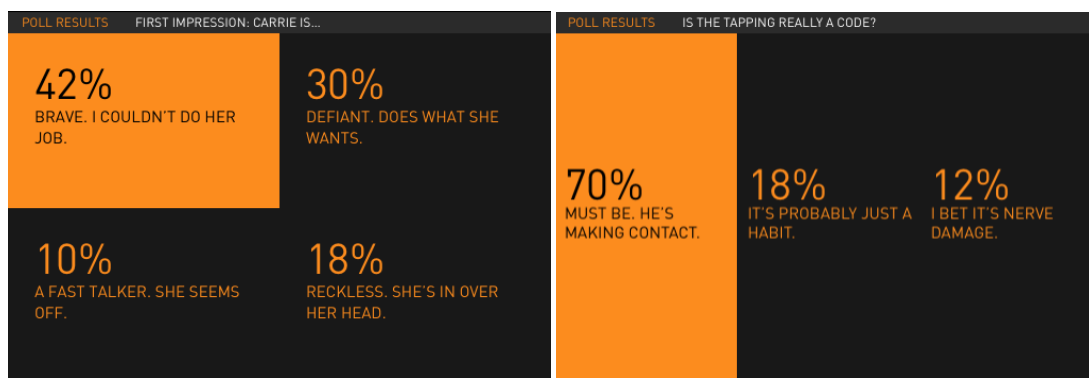 POLL RESULTS FIRST IMPRESSION: CARRIE IS...
42%
BRAVE. I COULDN'T DO HER
JOB.
30%
DEFIANT. DOES WHAT SHE
WANTS.
10%
A FAST TALKER. SHE SEEMS
OFF.
18%
RECKLESS. SHE'S IN OVER
HER HEAD.
POLL RESULTS IS THE TAPPING REALLY A CODE?
70%
MUST BE. HE'S
MAKING CONTACT.
18%
IT'S PROBABLY JUST A
HABIT.
12%
I BET IT'S NERVE
DAMAGE.